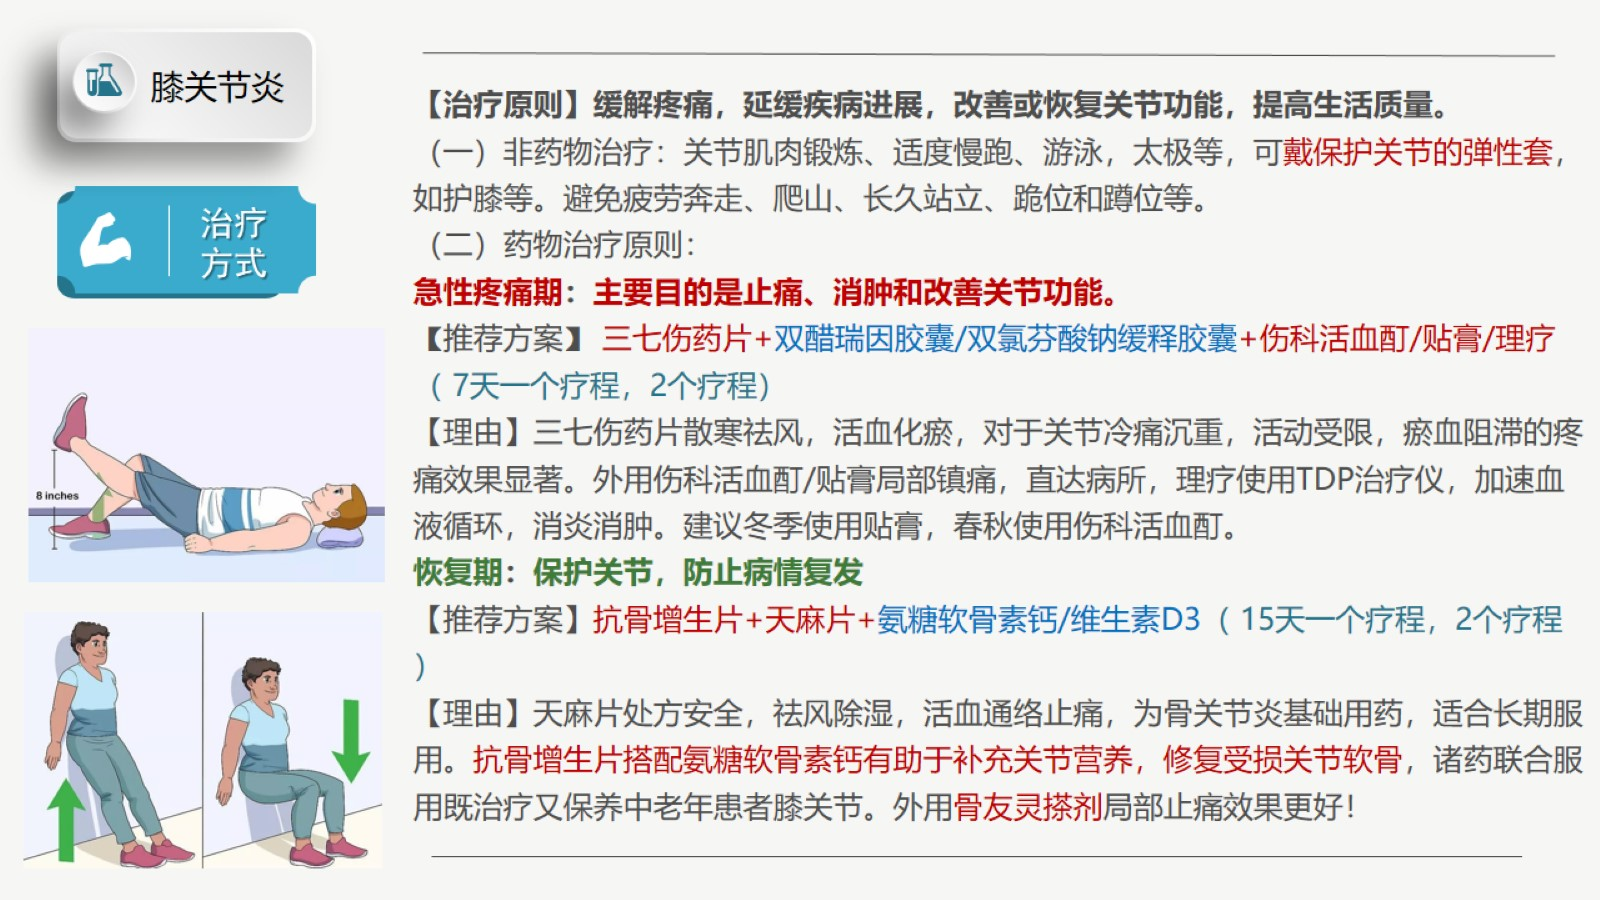 膝关节炎
治疗
方式
8 inches
【治疗原则】缓解疼痛，延缓疾病进展，改善或恢复关节功能，提高生活质量。
（一）非药物治疗：关节肌肉锻炼、适度慢跑、游泳，太极等，可戴保护关节的弹性套，
如护膝等。避免疲劳奔走、爬山、长久站立、跪位和蹲位等。
（二）药物治疗原则：
急性疼痛期：主要目的是止痛、消肿和改善关节功能。
【推荐方案】 三七伤药片+双醋瑞因胶囊/双氯芬酸钠缓释胶囊+伤科活血酊/贴膏/理疗
（ 7天一个疗程，2个疗程）
【理由】三七伤药片散寒祛风，活血化瘀，对于关节冷痛沉重，活动受限，瘀血阻滞的疼
痛效果显著。外用伤科活血酊/贴膏局部镇痛，直达病所，理疗使用TDP治疗仪，加速血
液循环，消炎消肿。建议冬季使用贴膏，春秋使用伤科活血酊。
恢复期：保护关节，防止病情复发
【推荐方案】抗骨增生片+天麻片+氨糖软骨素钙/维生素D3（ 15天一个疗程，2个疗程
）
【理由】天麻片处方安全，祛风除湿，活血通络止痛，为骨关节炎基础用药，适合长期服
用。抗骨增生片搭配氨糖软骨素钙有助于补充关节营养，修复受损关节软骨，诸药联合服
用既治疗又保养中老年患者膝关节。外用骨友灵搽剂局部止痛效果更好！